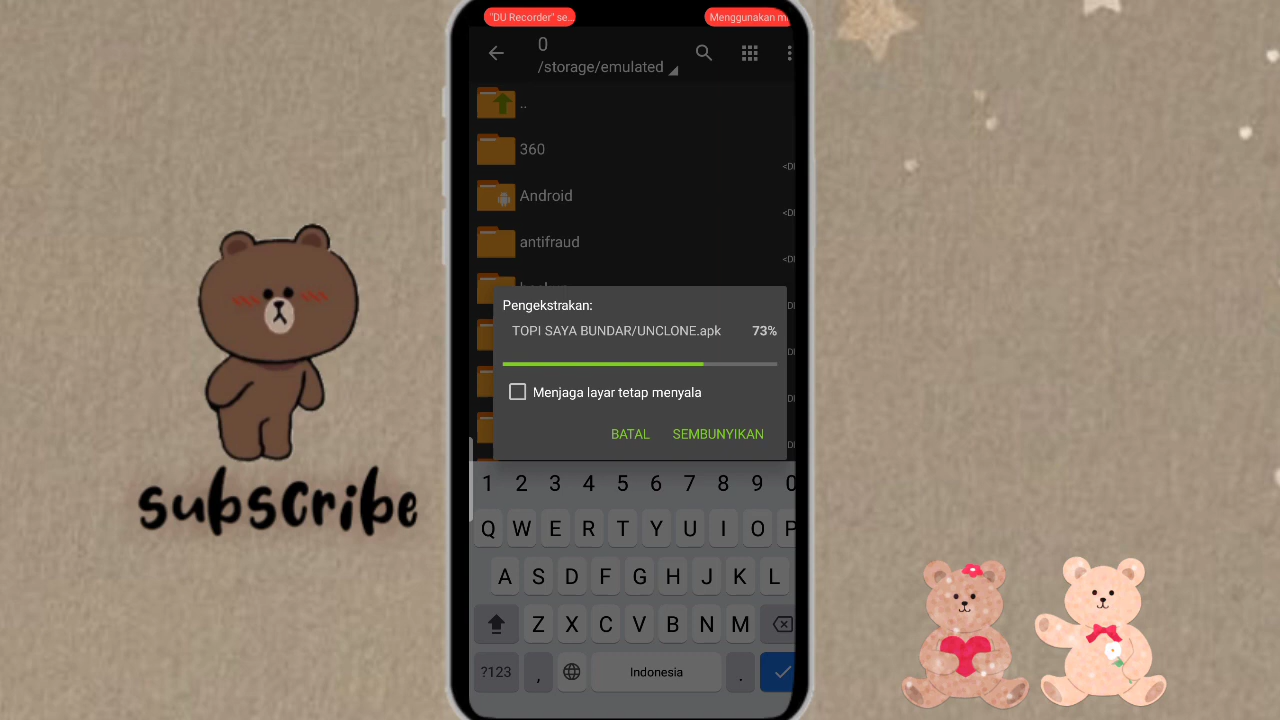 "DU Recorder" se...
Menggunakan mi
0
/storage/emulated
..
360
Android
antifraud
Pengekstrakan:
TOPI SAYA BUNDAR/UNCLONE.apk 73%
Menjaga layar tetap menyala
BATAL SEMBUNYIKAN
1 2 3 4 5 6 7 8 9 0
Q W E R T Y U I O P
A S D F G H J K L
Z X C V B N M
?123 , Indonesia .
subscribe